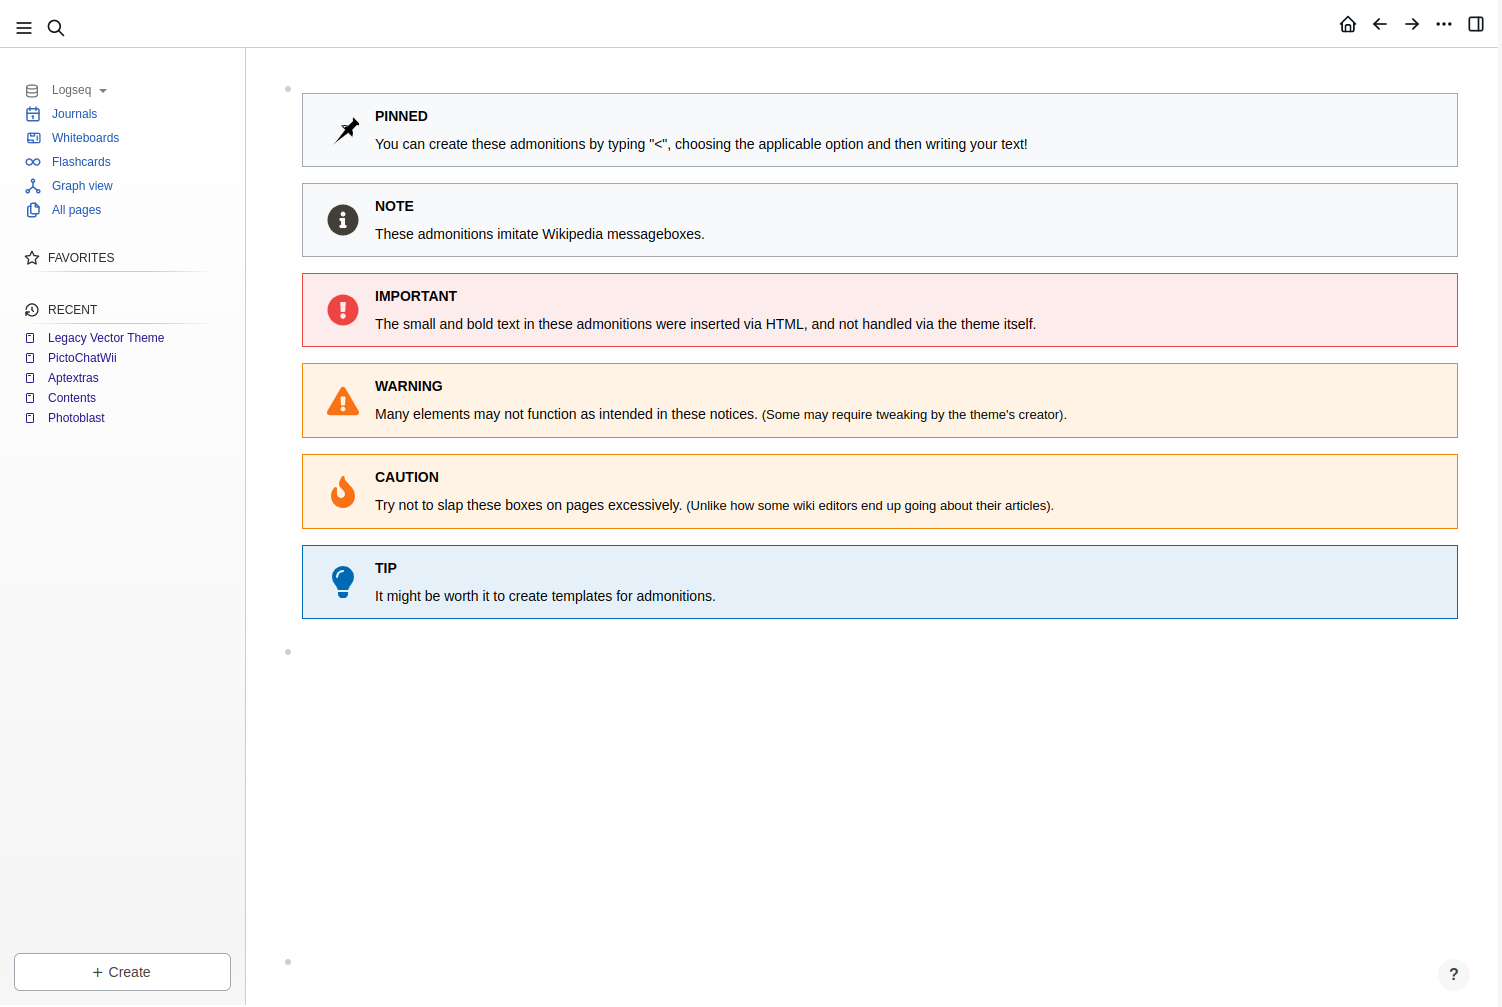 Logseq
Journals
Whiteboards
Flashcards
Graph view
All pages
FAVORITES
RECENT
Legacy Vector Theme
PictoChatWii
Aptextras
Contents
Photoblast
+ Create
PINNED
You can create these admonitions by typing "<", choosing the applicable option and then writing your text!
NOTE
These admonitions imitate Wikipedia messageboxes.
IMPORTANT
The small and bold text in these admonitions were inserted via HTML, and not handled via the theme itself.
WARNING
Many elements may not function as intended in these notices. (Some may require tweaking by the theme's creator).
CAUTION
Try not to slap these boxes on pages excessively. (Unlike how some wiki editors end up going about their articles).
TIP
It might be worth it to create templates for admonitions.
?